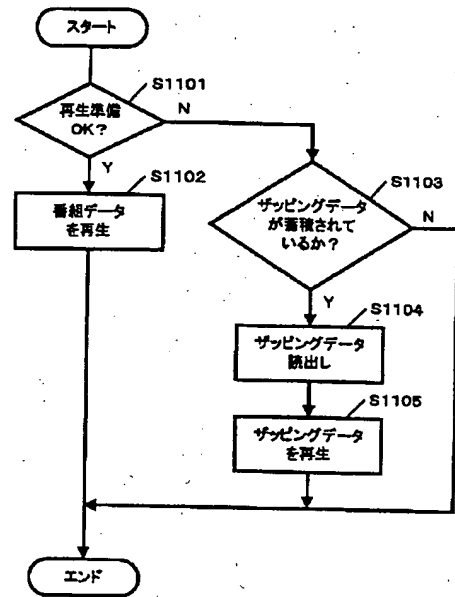 スタート
S1101
再生準備
OK?
N
Y
S1102
番組データ
を再生
S1103
ザッピングデータ
が蓄積されて
いるか?
N
Y
S1104
ザッピングデータ
読出し
S1105
ザッピングデータ
を再生
エンド